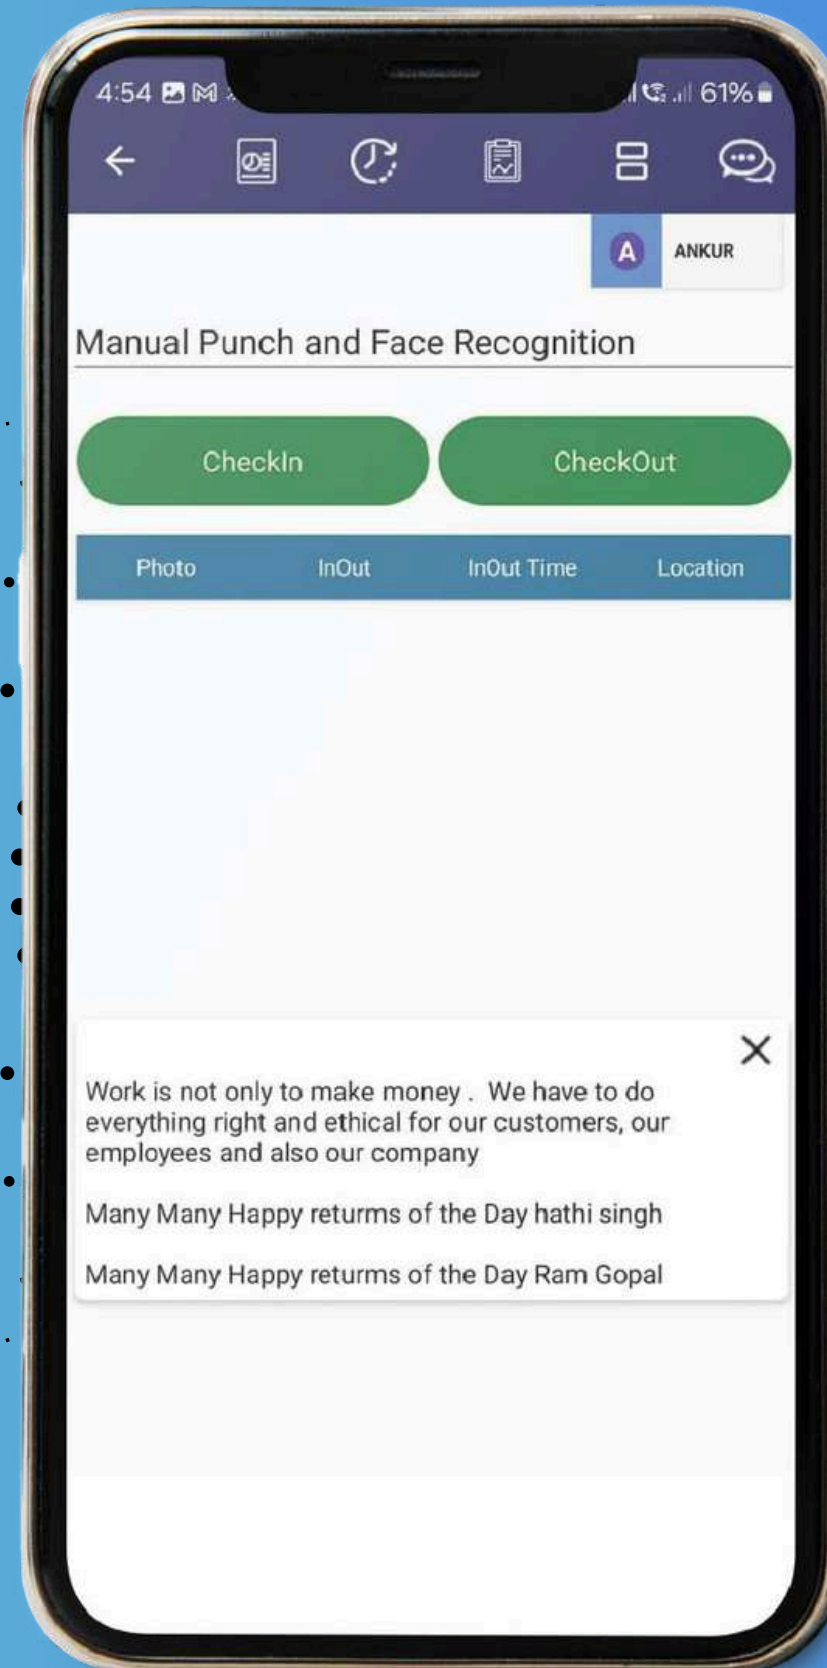 4:54 61%
A ANKUR
Manual Punch and Face Recognition
CheckIn CheckOut
Photo InOut InOut Time Location
Work is not only to make money . We have to do
everything right and ethical for our customers, our
employees and also our company
Many Many Happy returms of the Day hathi singh
Many Many Happy returms of the Day Ram Gopal